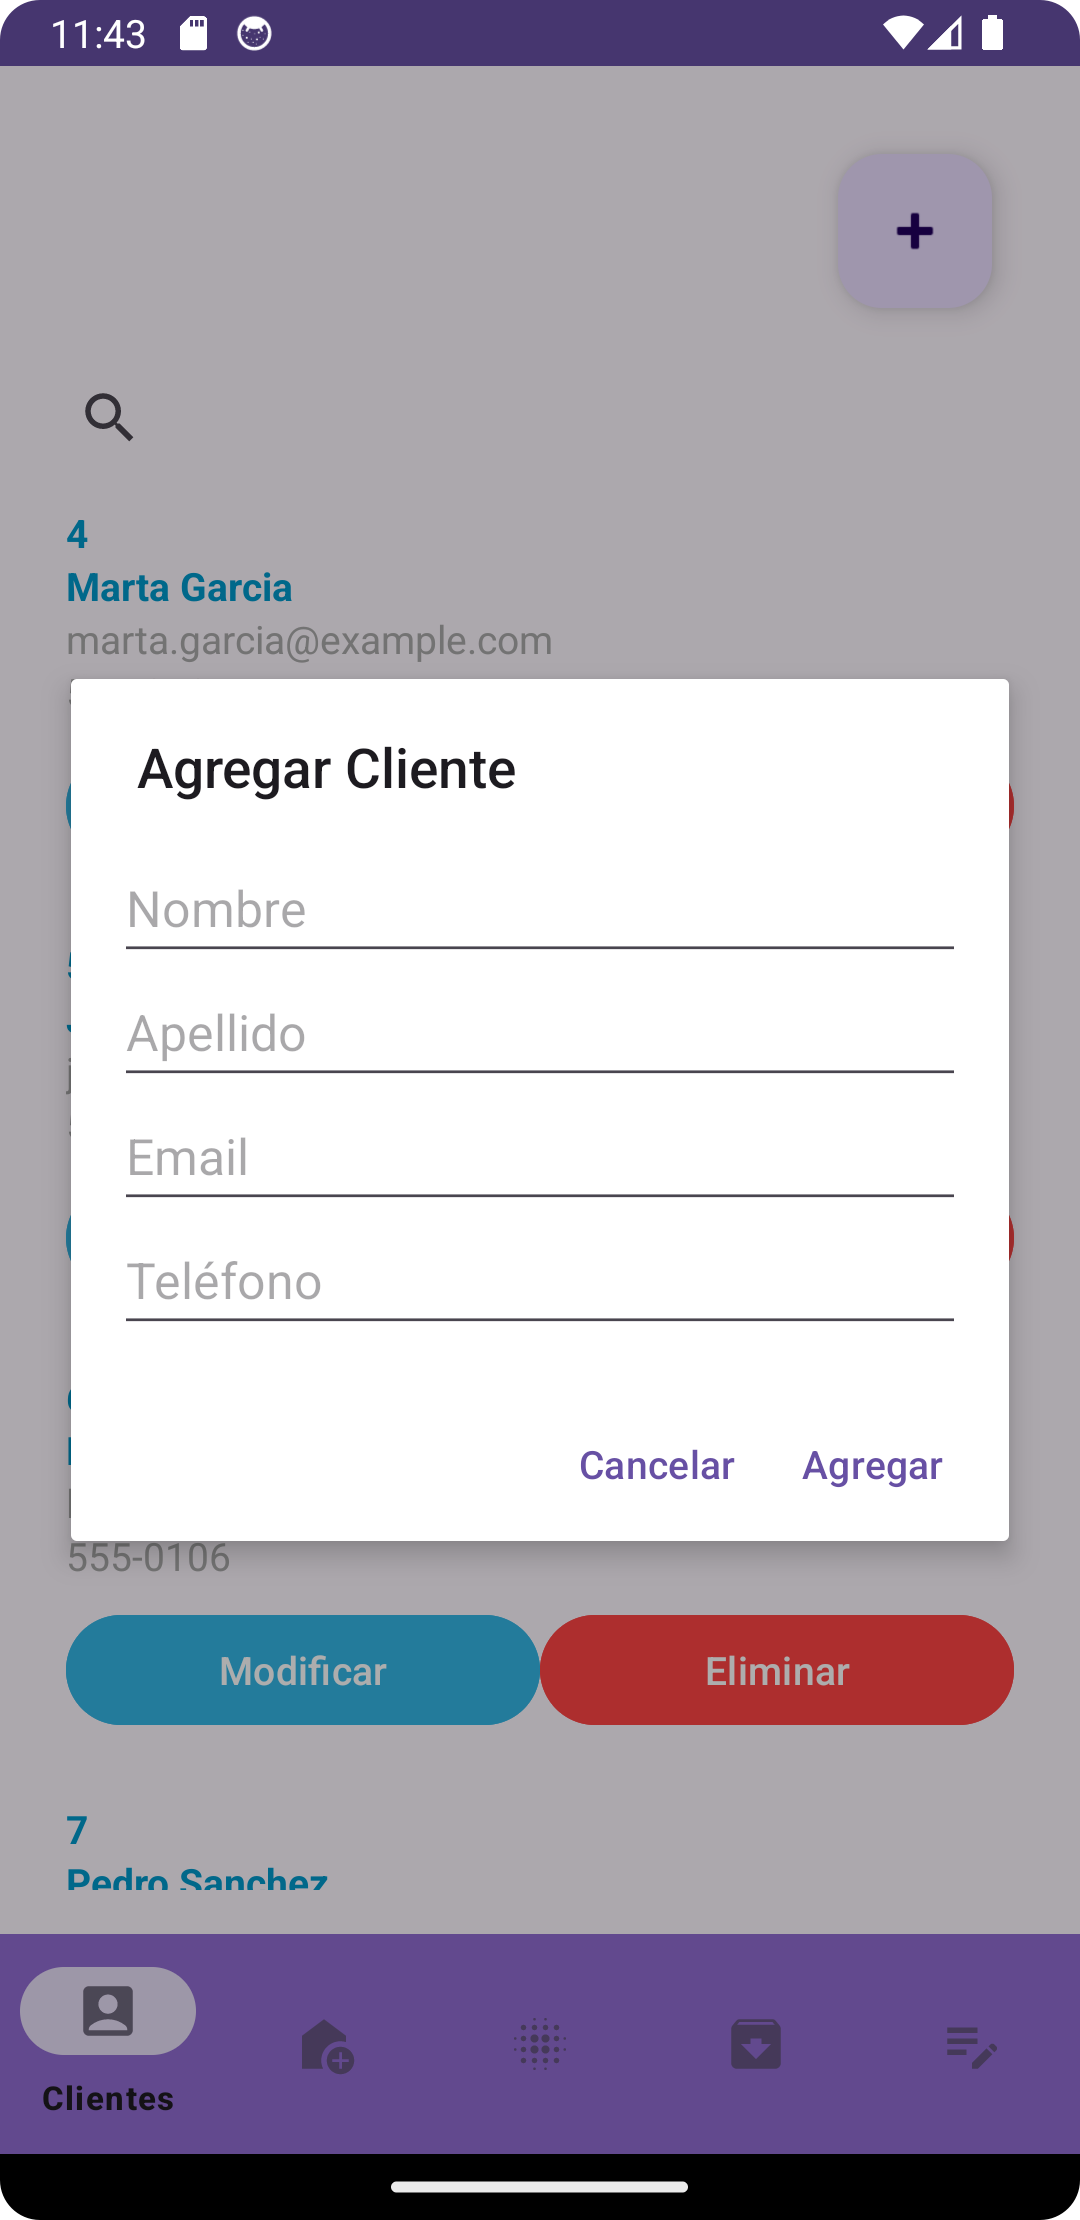 11:43
4
Marta Garcia
marta.garcia@example.com
Agregar Cliente
Nombre
Apellido
Email
Teléfono
Cancelar Agregar
555-0106
Modificar Eliminar
7
Pedro Sanchez
Clientes